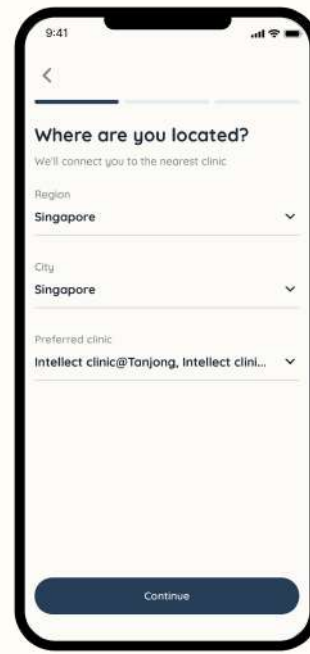 9:41
Where are you located?
We'll connect you to the nearest clinic
Region
Singapore
City
Singapore
Preferred clinic
Intellect clinic@Tanjong, Intellect clini...
Continue